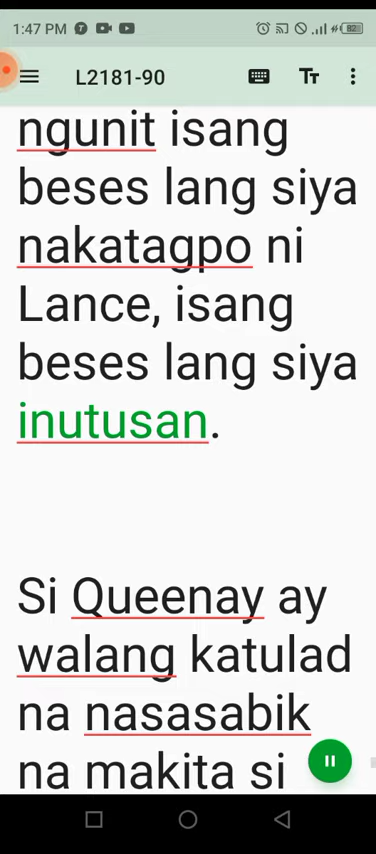 1:47 PM
82
L2181-90
ngunit isang
beses lang siya
nakatagpo ni
Lance, isang
beses lang siya
inutusan.
Si Queenay ay
walang katulad
na nasasabik
na makita si